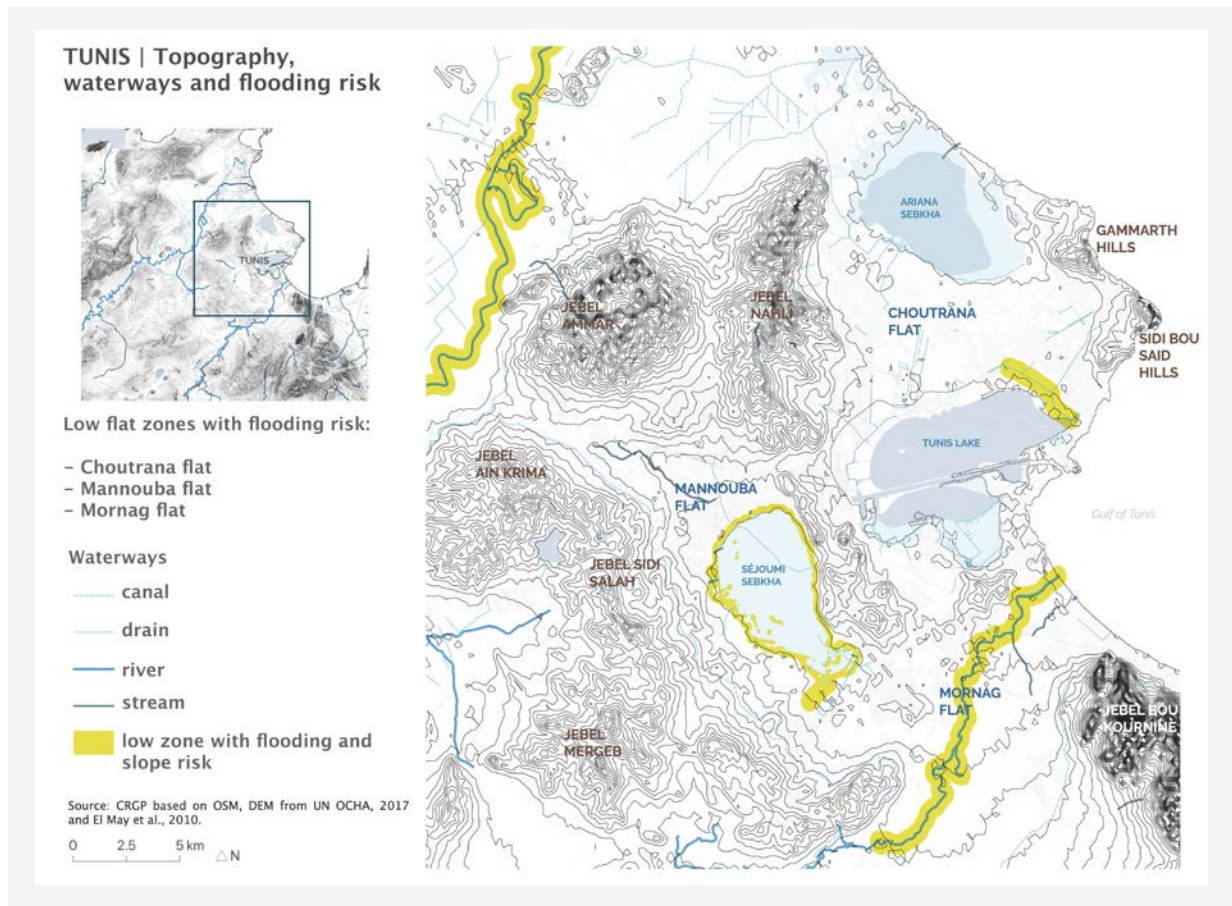 TUNIS | Topography,
waterways and flooding risk
TUNIS
Low flat zones with flooding risk:
– Choutrana flat
– Mannouba flat
– Mornag flat
Waterways
canal
drain
river
stream
low zone with flooding and
slope risk
Source: CRGP based on OSM, DEM from UN OCHA, 2017
and El May et al., 2010.
0 2.5 5 km
N
ARIANA
SEBKHA
GAMMARTH
HILLS
JEBEL
AMMAR
JEBEL
NAHLI
CHOUTRANA
FLAT
SIDI BOU
SAID
HILLS
TUNIS LAKE
JEBEL
AIN KRIMA
MANNOUBA
FLAT
Gulf of Tunis
JEBEL SIDI
SALAH
SÉJOUMI
SEBKHA
MORNAG
FLAT
JEBEL BOU
KOURNINE
JEBEL
MERGEB